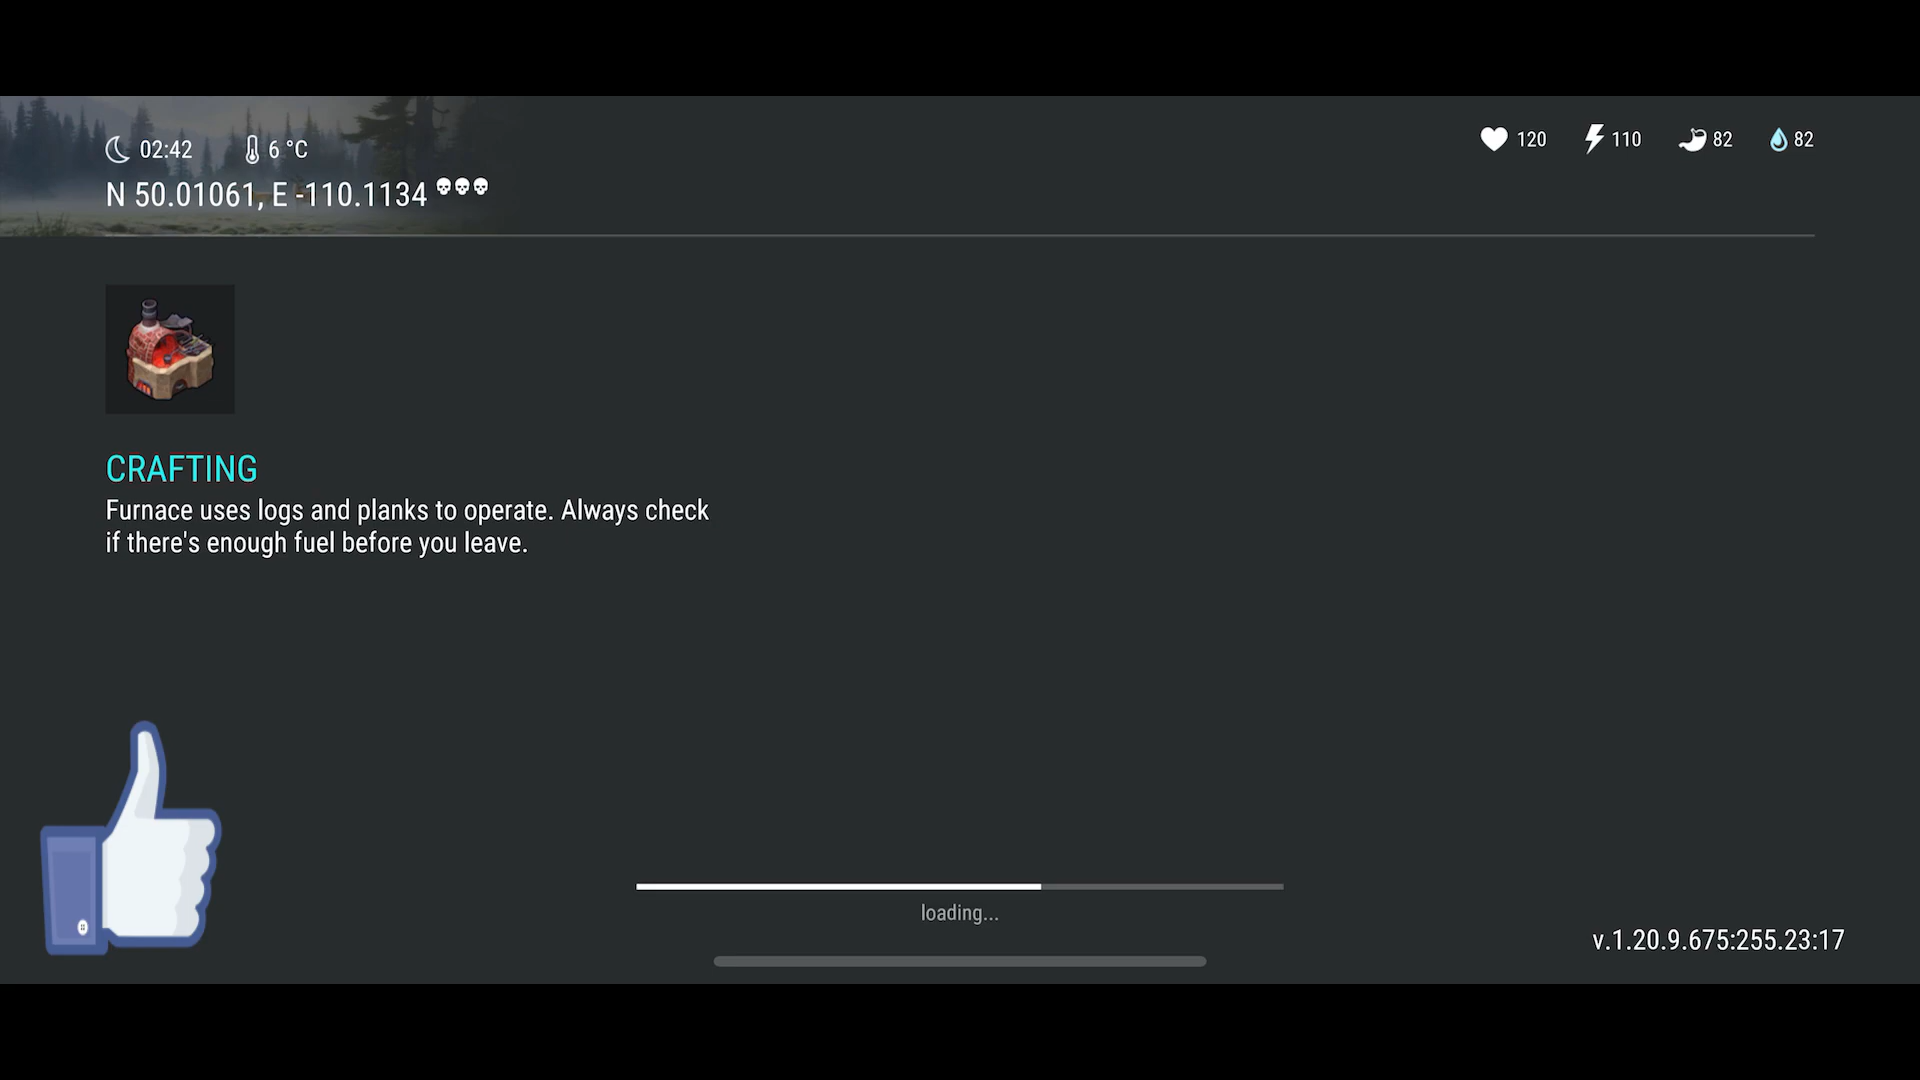 02:42 6 °C
N 50.01061, E -110.1134
120 110 82 82
CRAFTING
Furnace uses logs and planks to operate. Always check
if there's enough fuel before you leave.
loading...
v.1.20.9.675:255.23:17